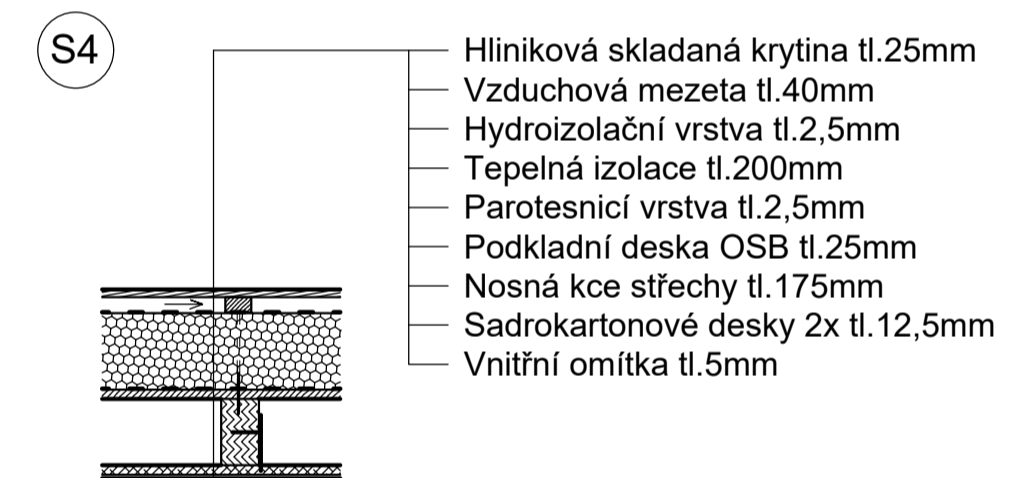 S4
Hliniková skladaná krytina tl.25mm
Vzduchová mezeta tl.40mm
Hydroizolační vrstva tl.2,5mm
Tepelná izolace tl.200mm
Parotesnicí vrstva tl.2,5mm
Podkladní deska OSB tl.25mm
Nosná kce střechy tl.175mm
Sadrokartonové desky 2x tl.12,5mm
Vnitřní omítka tl.5mm